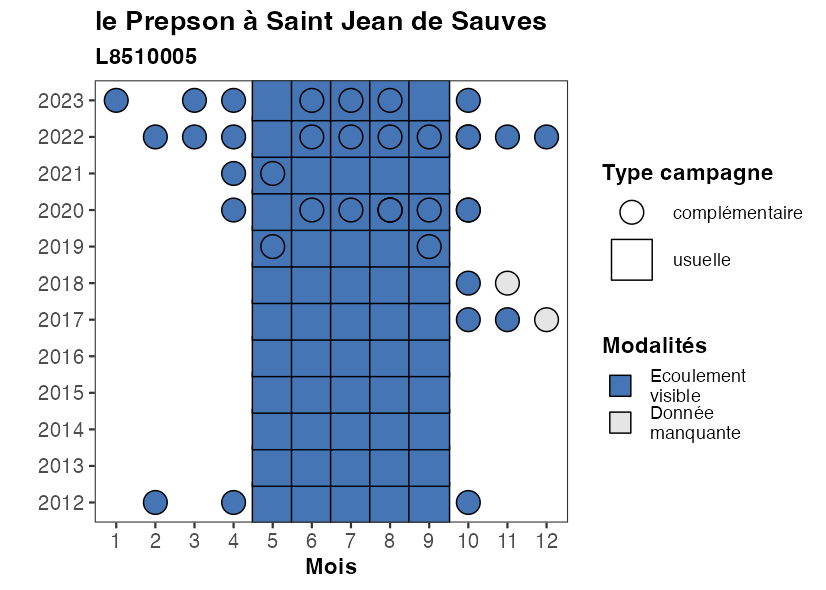 le Prepson à Saint Jean de Sauves
L8510005
2023
2022
2021
2020
2019
2018
2017
2016
2015
2014
2013
2012
1 2 3 4 5 6 7 8 9 10 11 12
Mois
Type campagne
complémentaire
usuelle
Modalités
Ecoulement
visible
Donnée
manquante